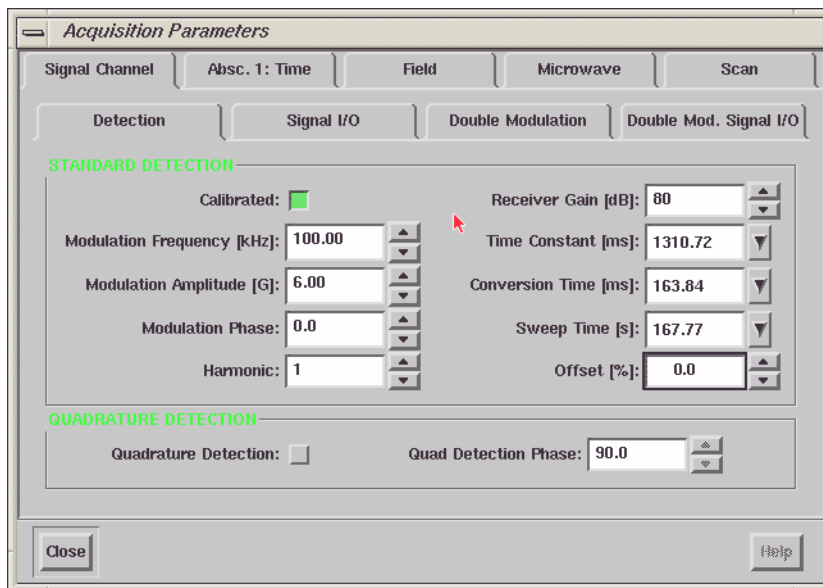 Acquisition Parameters
Signal Channel Absc. 1: Time Field Microwave Scan
Detection Signal I/O Double Modulation Double Mod. Signal I/O
STANDARD DETECTION
Calibrated: Receiver Gain [dB]: 80
Modulation Frequency [kHz]: 100.00 Time Constant [ms]: 1310.72
Modulation Amplitude [G]: 6.00 Conversion Time [ms]: 163.84
Modulation Phase: 0.0 Sweep Time [s]: 167.77
Harmonic: 1 Offset [%]: 0.0
QUADRATURE DETECTION
Quadrature Detection: Quad Detection Phase: 90.0
Close Help